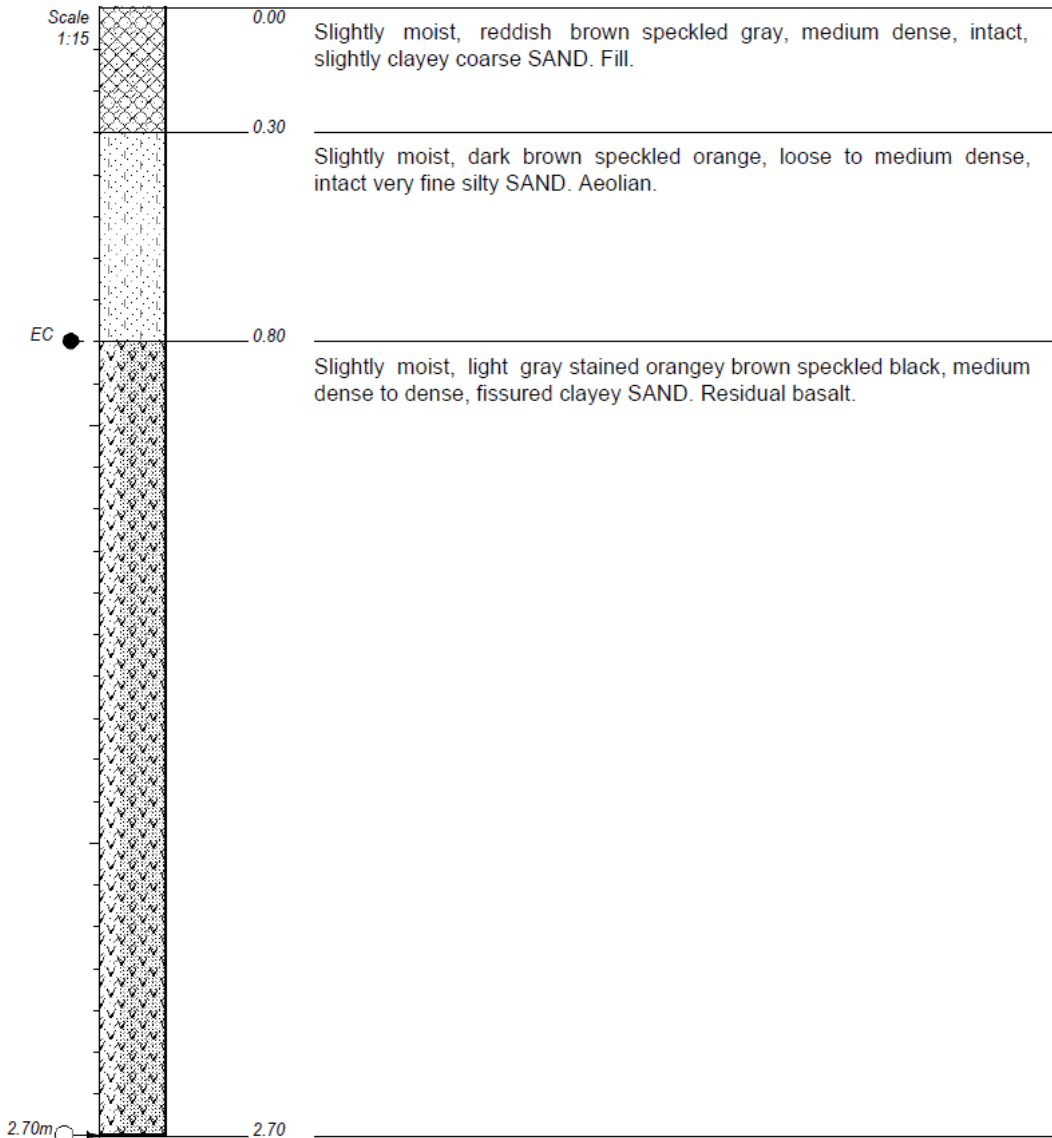 Scale
1:15
0.00
Slightly moist, reddish brown speckled gray, medium dense, intact,
slightly clayey coarse SAND. Fill.
0.30
Slightly moist, dark brown speckled orange, loose to medium dense,
intact very fine silty SAND. Aeolian.
EC
0.80
Slightly moist, light gray stained orangey brown speckled black, medium
dense to dense, fissured clayey SAND. Residual basalt.
2.70m
2.70